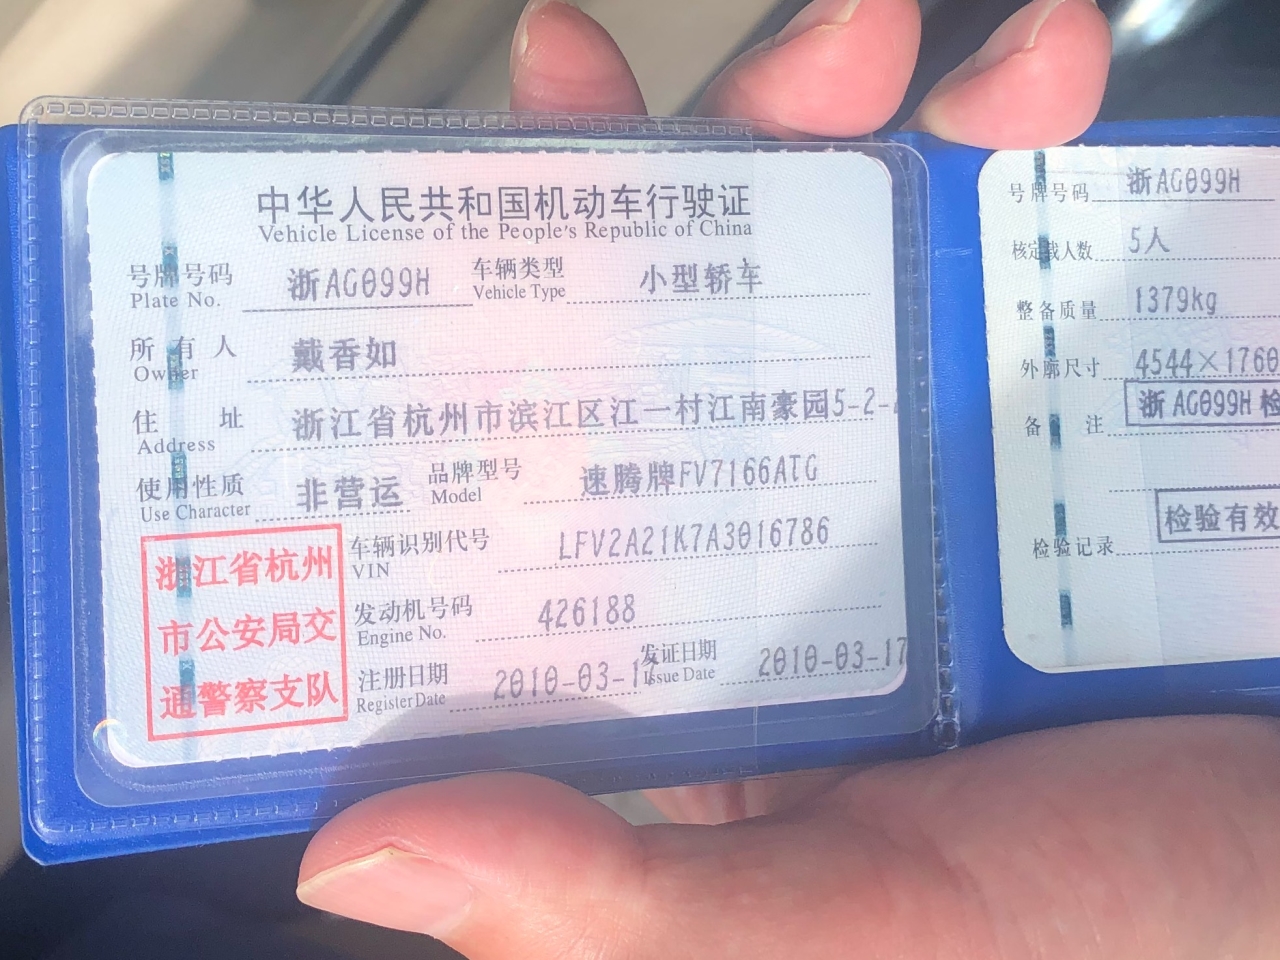 中华人民共和国机动车行驶证
Vehicle License of the People's Republic of China
号牌号码 浙AG099H 车辆类型 小型轿车
Plate No. Vehicle Type
所有人 戴香如
Owner
住址 浙江省杭州市滨江区江一村江南豪园5-2-
Address
使用性质 非营运 品牌型号 速腾牌FV7166ATG
Use Character Model
浙江省杭州
市公安局交
通警察支队
车辆识别代号 LFV2A21K7A3016786
VIN
发动机号码 426188
Engine No.
注册日期 2010-03-1 发证日期 2010-03-17
Register Date Issue Date
号牌号码 浙AG099H
核定载人数 5人
整备质量 1379kg
外廓尺寸 4544×1760
备注 浙AG099H 检
检验有效
检验记录